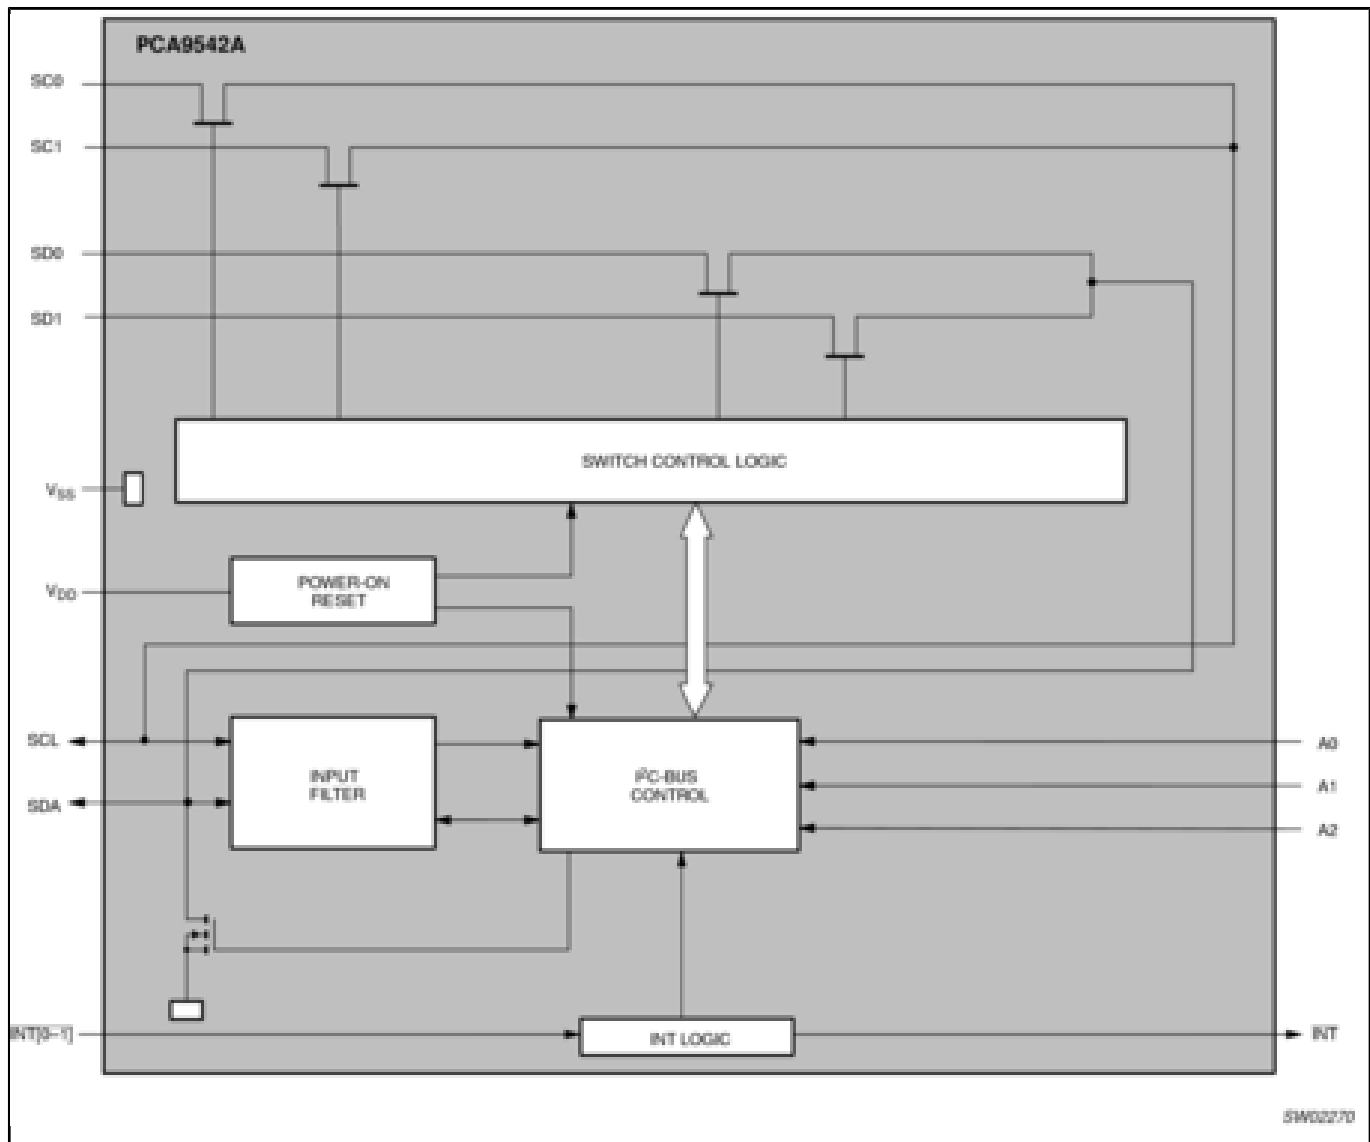 PCA9542A
SC0
SC1
SD0
SD1
SWITCH CONTROL LOGIC
VSS
POWER-ON
RESET
VDD
SCL
INPUT
FILTER
I²C-BUS
CONTROL
A0
A1
SDA
A2
INT[0–1]
INT LOGIC
INT
SW02270